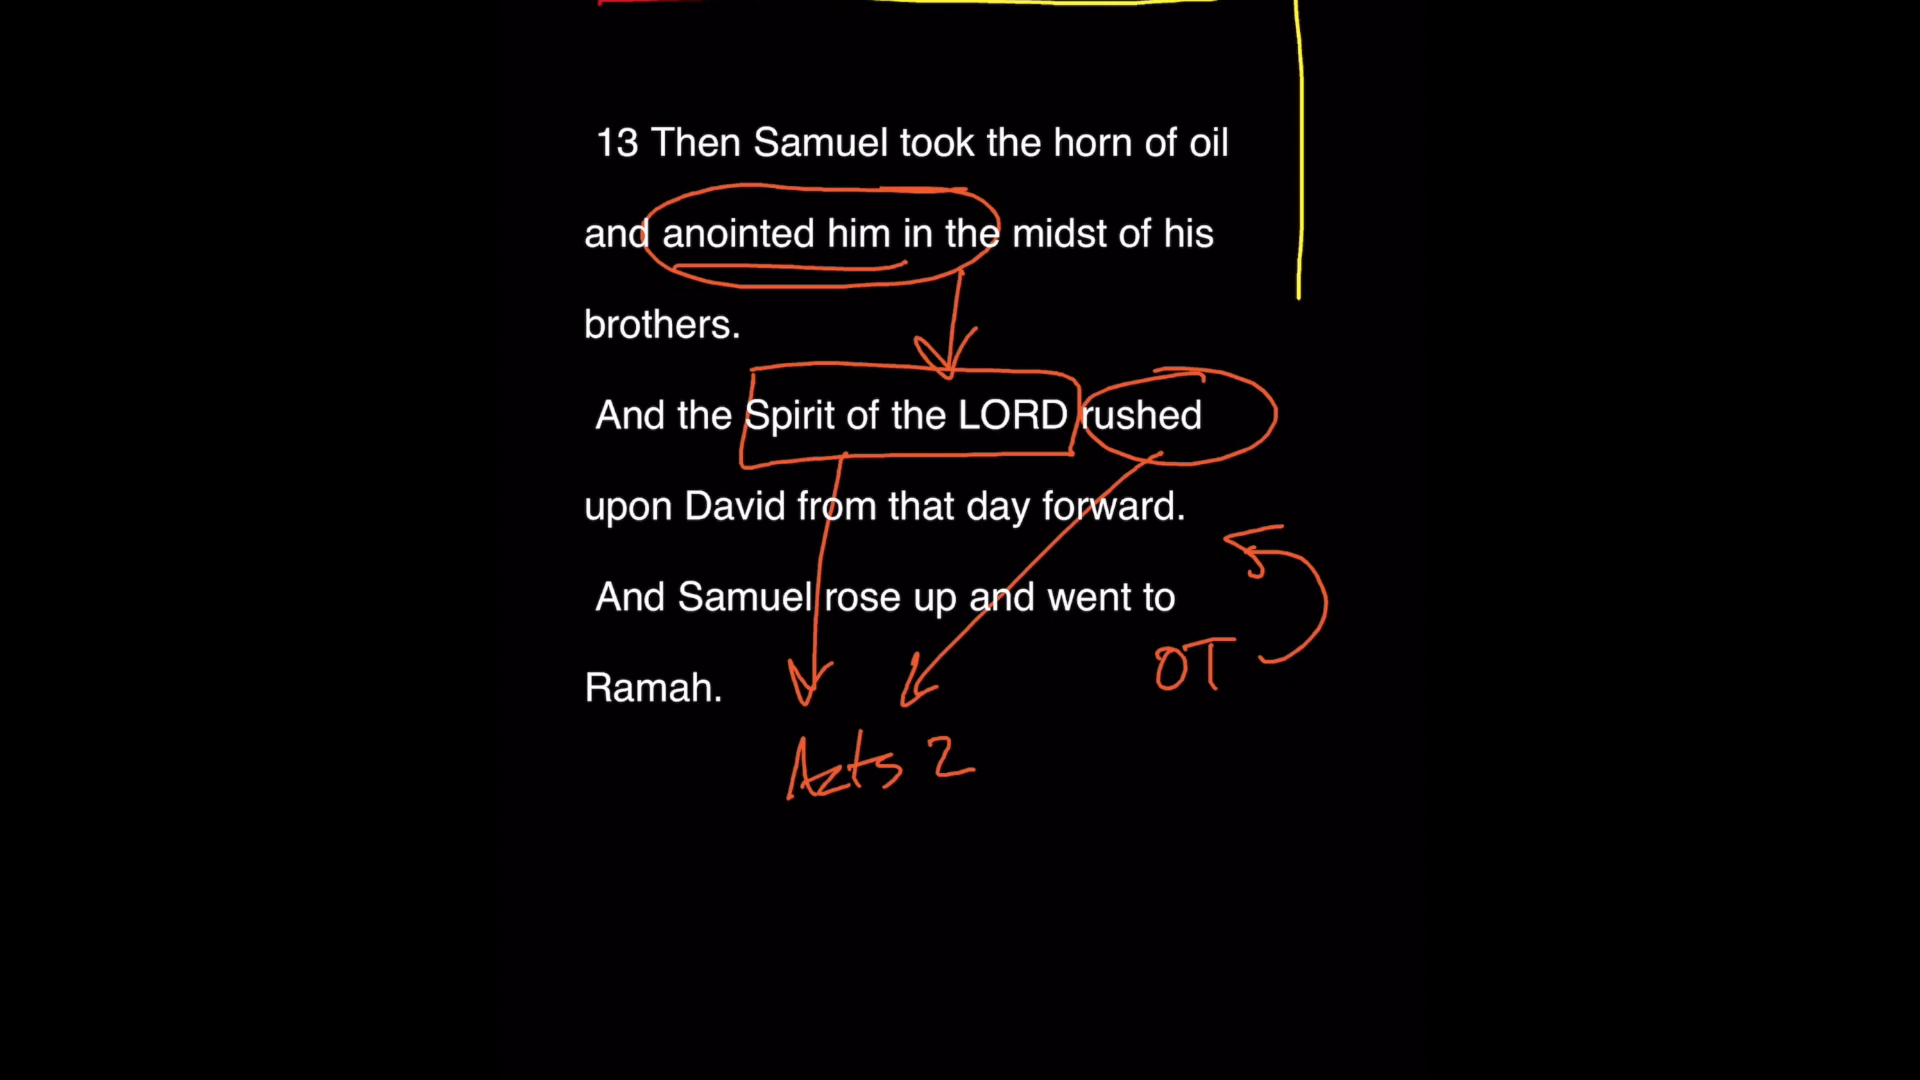 13 Then Samuel took the horn of oil
and anointed him in the midst of his
brothers.
And the Spirit of the LORD rushed
upon David from that day forward.
And Samuel rose up and went to
OT
Ramah.
Acts 2